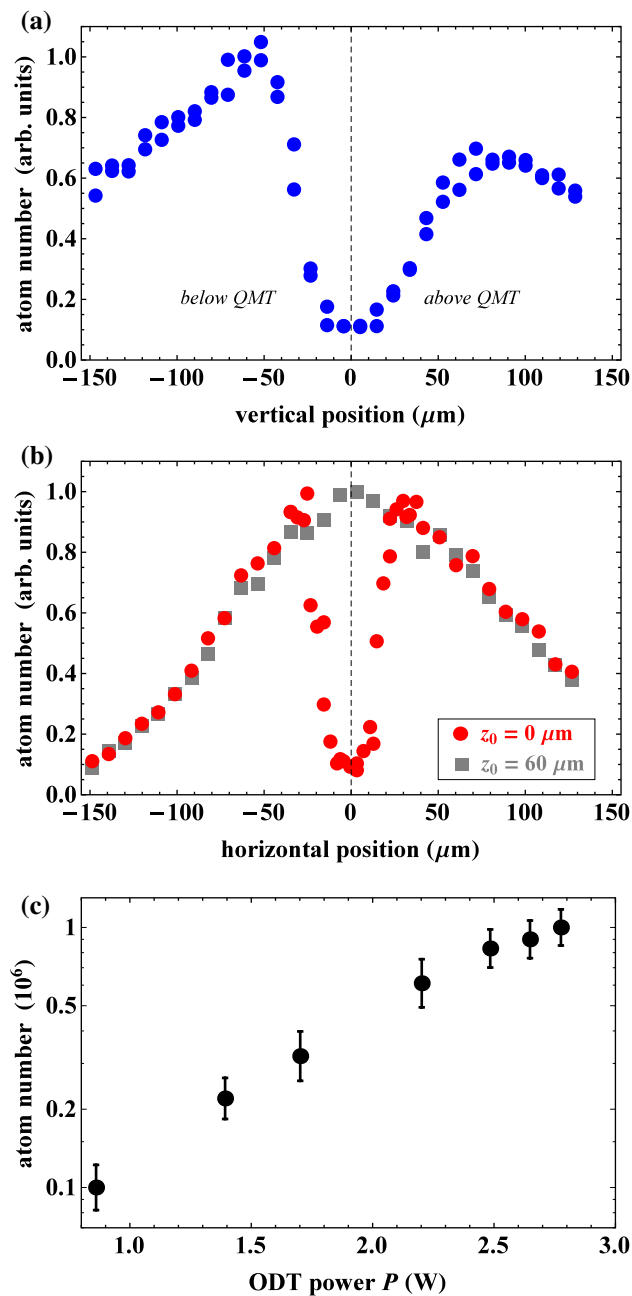 (a)
atom number (arb. units)
1.0
0.8
0.6
0.4
0.2
0.0
below QMT
above QMT
−150 −100 −50 0 50 100 150
vertical position (μm)
(b)
atom number (arb. units)
1.0
0.8
0.6
0.4
0.2
0.0
z0 = 0 μm
z0 = 60 μm
−150 −100 −50 0 50 100 150
horizontal position (μm)
(c)
atom number (10⁶)
1
0.5
0.2
0.1
1.0 1.5 2.0 2.5 3.0
ODT power P (W)